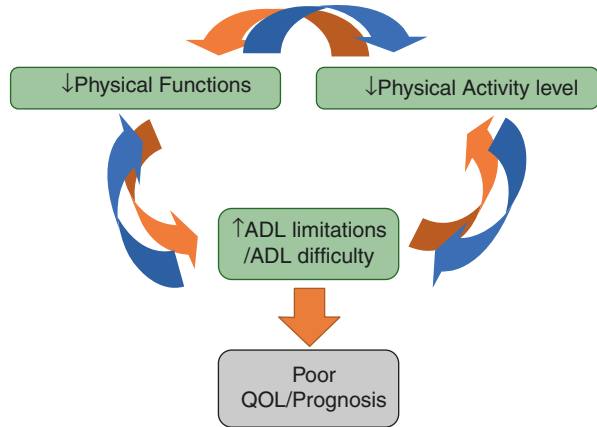 ↓Physical Functions
↓Physical Activity level
↑ADL limitations
/ADL difficulty
Poor
QOL/Prognosis